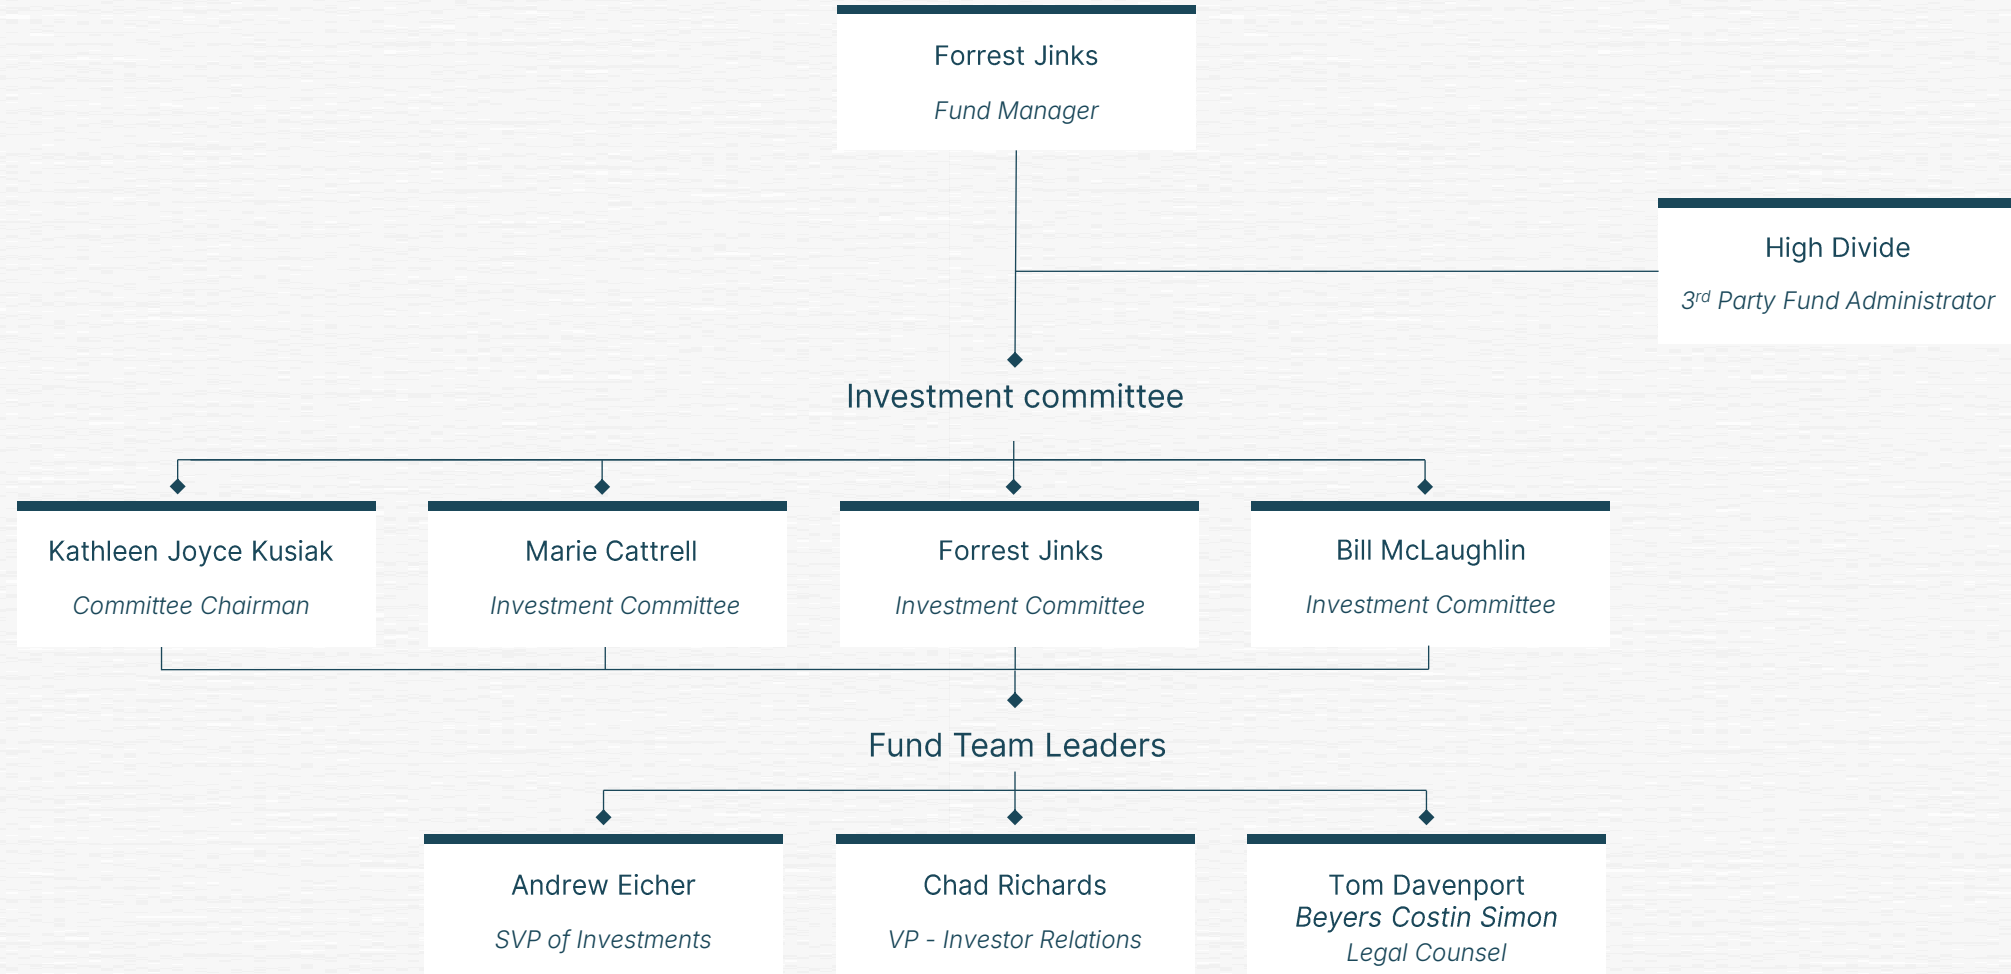 Forrest Jinks
Fund Manager
High Divide
3rd Party Fund Administrator
Investment committee
Kathleen Joyce Kusiak
Committee Chairman
Marie Cattrell
Investment Committee
Forrest Jinks
Investment Committee
Bill McLaughlin
Investment Committee
Fund Team Leaders
Andrew Eicher
SVP of Investments
Chad Richards
VP - Investor Relations
Tom Davenport
Beyers Costin Simon
Legal Counsel